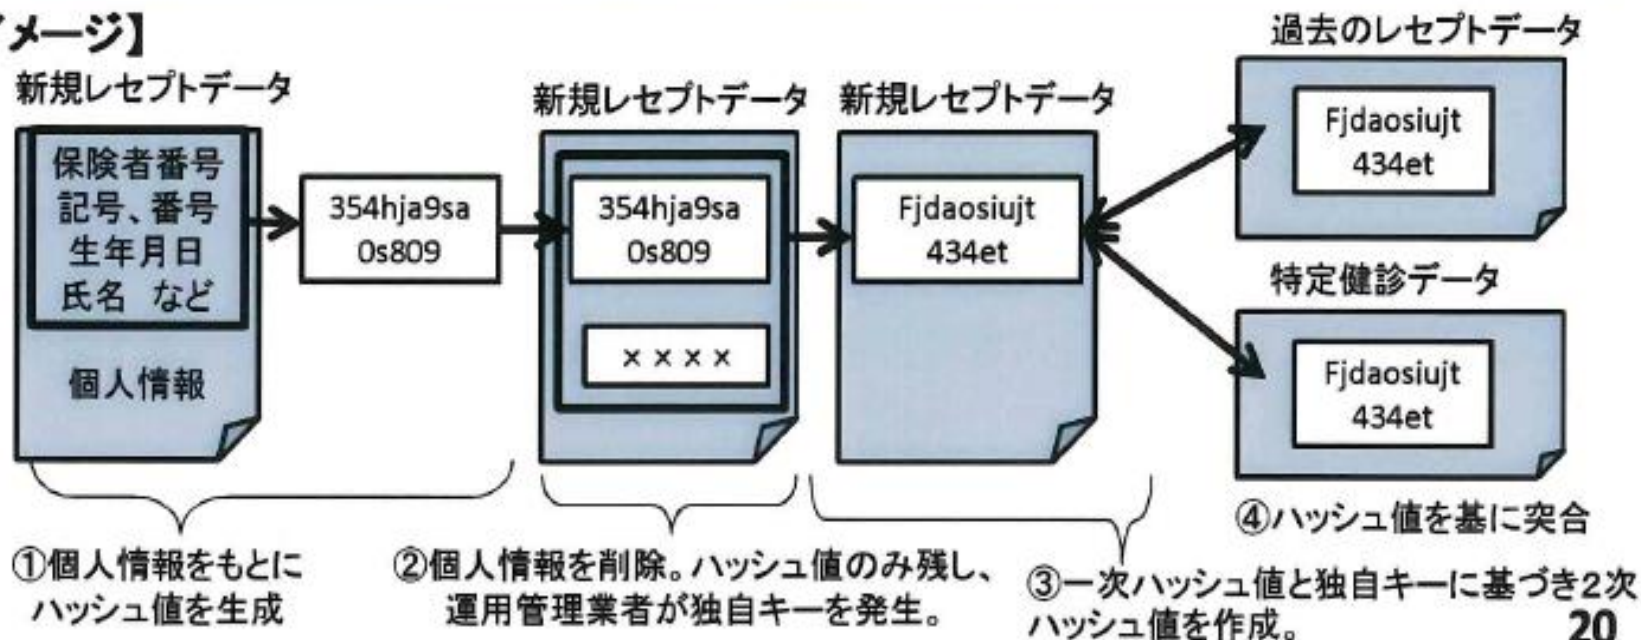 メージ】
新規レセプトデータ
保険者番号
記号、番号
生年月日
氏名 など
個人情報
354hja9sa
0s809
新規レセプトデータ
354hja9sa
0s809
××××
新規レセプトデータ
Fjdaosiujt
434et
過去のレセプトデータ
Fjdaosiujt
434et
特定健診データ
Fjdaosiujt
434et
①個人情報をもとに
ハッシュ値を生成
②個人情報を削除。ハッシュ値のみ残し、
運用管理業者が独自キーを発生。
③一次ハッシュ値と独自キーに基づき2次
ハッシュ値を作成。
④ハッシュ値を基に突合
20